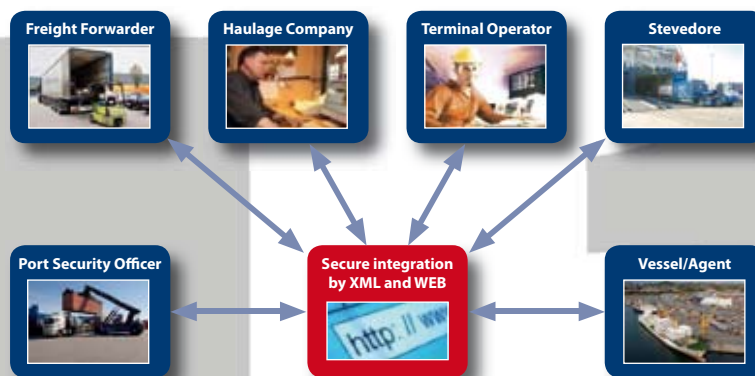 Freight Forwarder
Haulage Company
Terminal Operator
Stevedore
Port Security Officer
Secure integration
by XML and WEB
http://www
Vessel/Agent